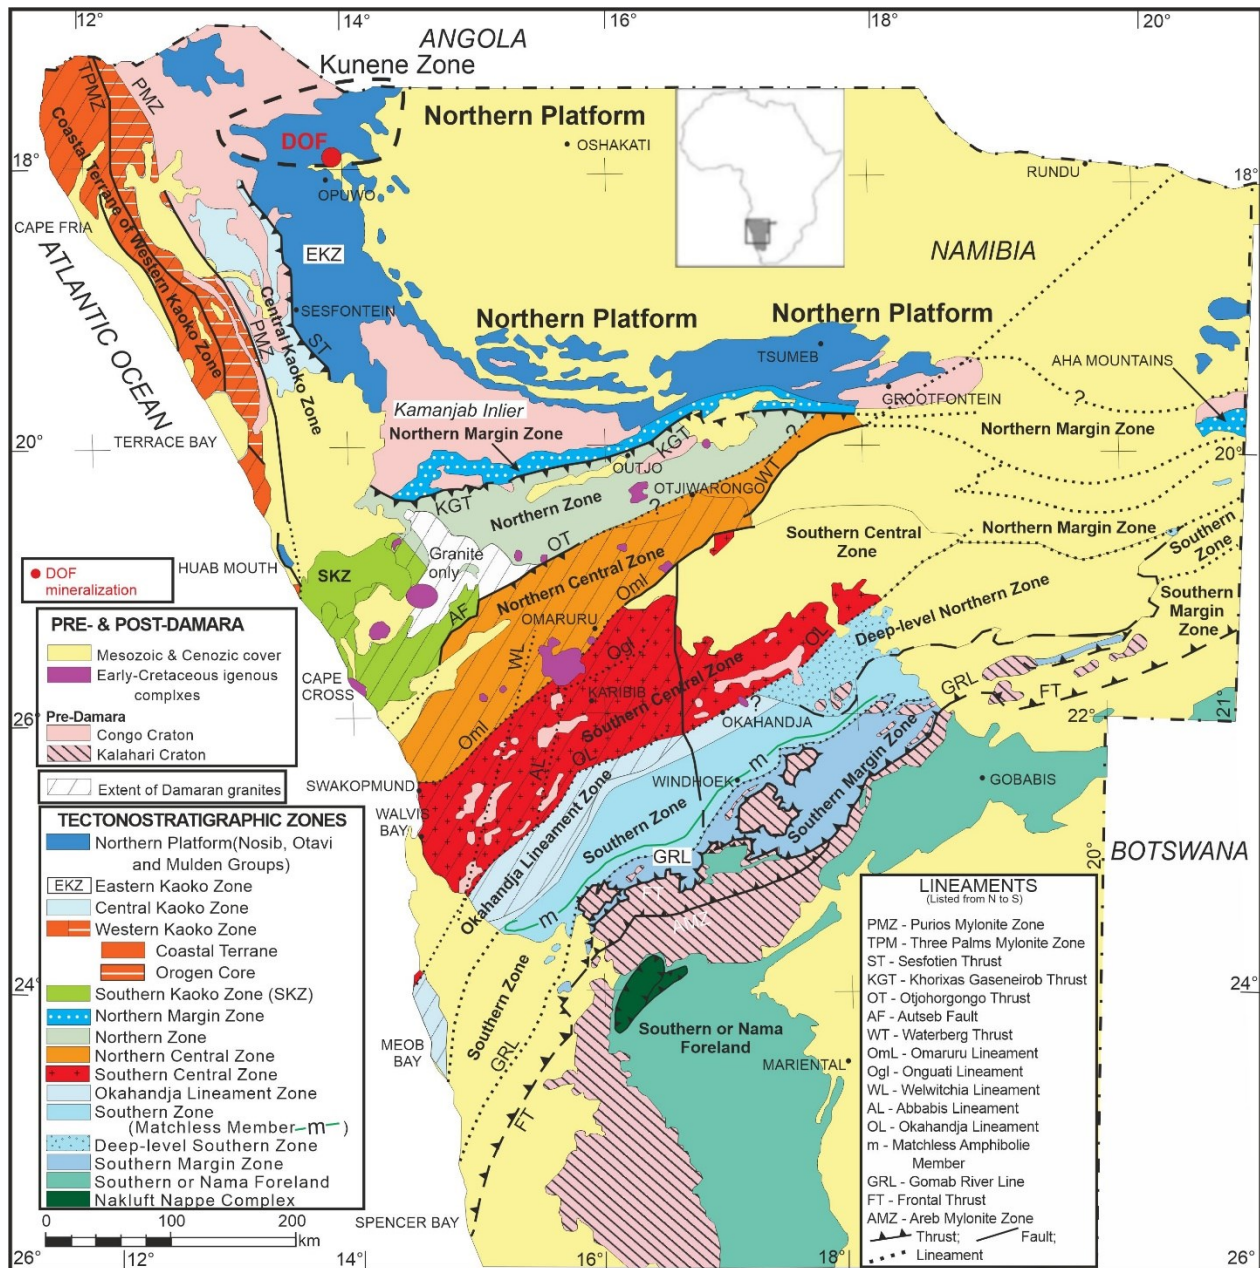 12°
14°
16°
18°
20°
ANGOLA
Kunene Zone
Northern Platform
OSHAKATI
RUNDU
18°
18°
TPMZ
PMZ
DOF
OPUWO
Coastal Terrane of Western Kaoko Zone
CAPE FRIA
EKZ
NAMIBIA
ATLANTIC OCEAN
SESFONTEIN
Central Kaoko Zone
PMZ
ST
Northern Platform
Northern Platform
TSUMEB
AHA MOUNTAINS
GROOTFONTEIN
?
Kamanjab Inlier
Northern Margin Zone
Northern Margin Zone
TERRACE BAY
20°
20°
KGT
OUTJO
?
KGT
OTJIWARONGO
WT
Northern Zone
?
OT
Granite
only
Southern Central
Zone
Northern Margin Zone
Southern
Zone
HUAB MOUTH
SKZ
Northern Central Zone
Oml
AF
OMARURU
Deep-level Northern Zone
Southern
Margin
Zone
WL
Ogl
OL
CAPE
CROSS
KARIBIB
Southern Central Zone
GRL
FT
26°
22°
21°
Oml
?
OKAHANDJA
AL
OL
SWAKOPMUND
WINDHOEK
m
GOBABIS
WALVIS
BAY
Okahandja Lineament Zone
Southern Zone
Southern Margin Zone
GRL
20°
BOTSWANA
m
FT
AMZ
Southern Zone
GRL
24°
24°
MEOB
BAY
Southern or Nama
Foreland
MARIENTAL
FT
SPENCER BAY
26°
14°
16°
18°
26°
DOF
mineralization
PRE- & POST-DAMARA
Mesozoic & Cenozic cover
Early-Cretaceous igenous
complxes
Pre-Damara
Congo Craton
Kalahari Craton
Extent of Damaran granites
TECTONOSTRATIGRAPHIC ZONES
Northern Platform(Nosib, Otavi
and Mulden Groups)
EKZ Eastern Kaoko Zone
Central Kaoko Zone
Western Kaoko Zone
Coastal Terrane
Orogen Core
Southern Kaoko Zone (SKZ)
Northern Margin Zone
Northern Zone
Northern Central Zone
Southern Central Zone
Okahandja Lineament Zone
Southern Zone
(Matchless Member -m- )
Deep-level Southern Zone
Southern Margin Zone
Southern or Nama Foreland
Nakluft Nappe Complex
0 100 200
km
LINEAMENTS
(Listed from N to S)
PMZ - Purios Mylonite Zone
TPM - Three Palms Mylonite Zone
ST - Sesfotien Thrust
KGT - Khorixas Gaseneirob Thrust
OT - Otjohorgongo Thrust
AF - Autseb Fault
WT - Waterberg Thrust
OmL - Omaruru Lineament
Ogl - Onguati Lineament
WL - Welwitchia Lineament
AL - Abbabis Lineament
OL - Okahandja Lineament
m - Matchless Amphibolie
Member
GRL - Gomab River Line
FT - Frontal Thrust
AMZ - Areb Mylonite Zone
Thrust; Fault;
Lineament